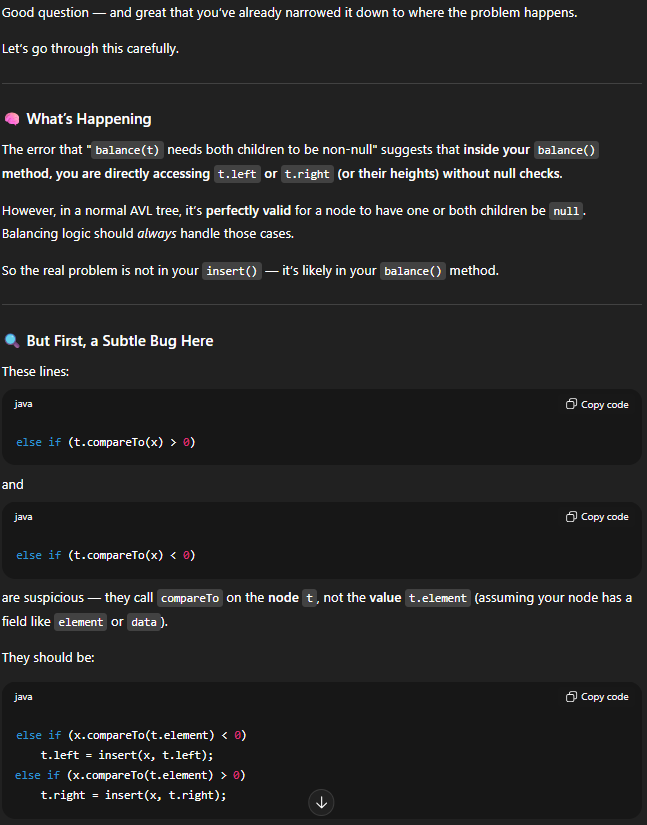 Good question — and great that you've already narrowed it down to where the problem happens.
Let's go through this carefully.
🧠 What's Happening
The error that "balance(t) needs both children to be non-null" suggests that inside your balance()
method, you are directly accessing t.left or t.right (or their heights) without null checks.
However, in a normal AVL tree, it's perfectly valid for a node to have one or both children be null.
Balancing logic should always handle those cases.
So the real problem is not in your insert() — it's likely in your balance() method.
🔍 But First, a Subtle Bug Here
These lines:
java Copy code
else if (t.compareTo(x) > 0)
and
java Copy code
else if (t.compareTo(x) < 0)
are suspicious — they call compareTo on the node t, not the value t.element (assuming your node has a
field like element or data).
They should be:
java Copy code
else if (x.compareTo(t.element) < 0)
    t.left = insert(x, t.left);
else if (x.compareTo(t.element) > 0)
    t.right = insert(x, t.right);